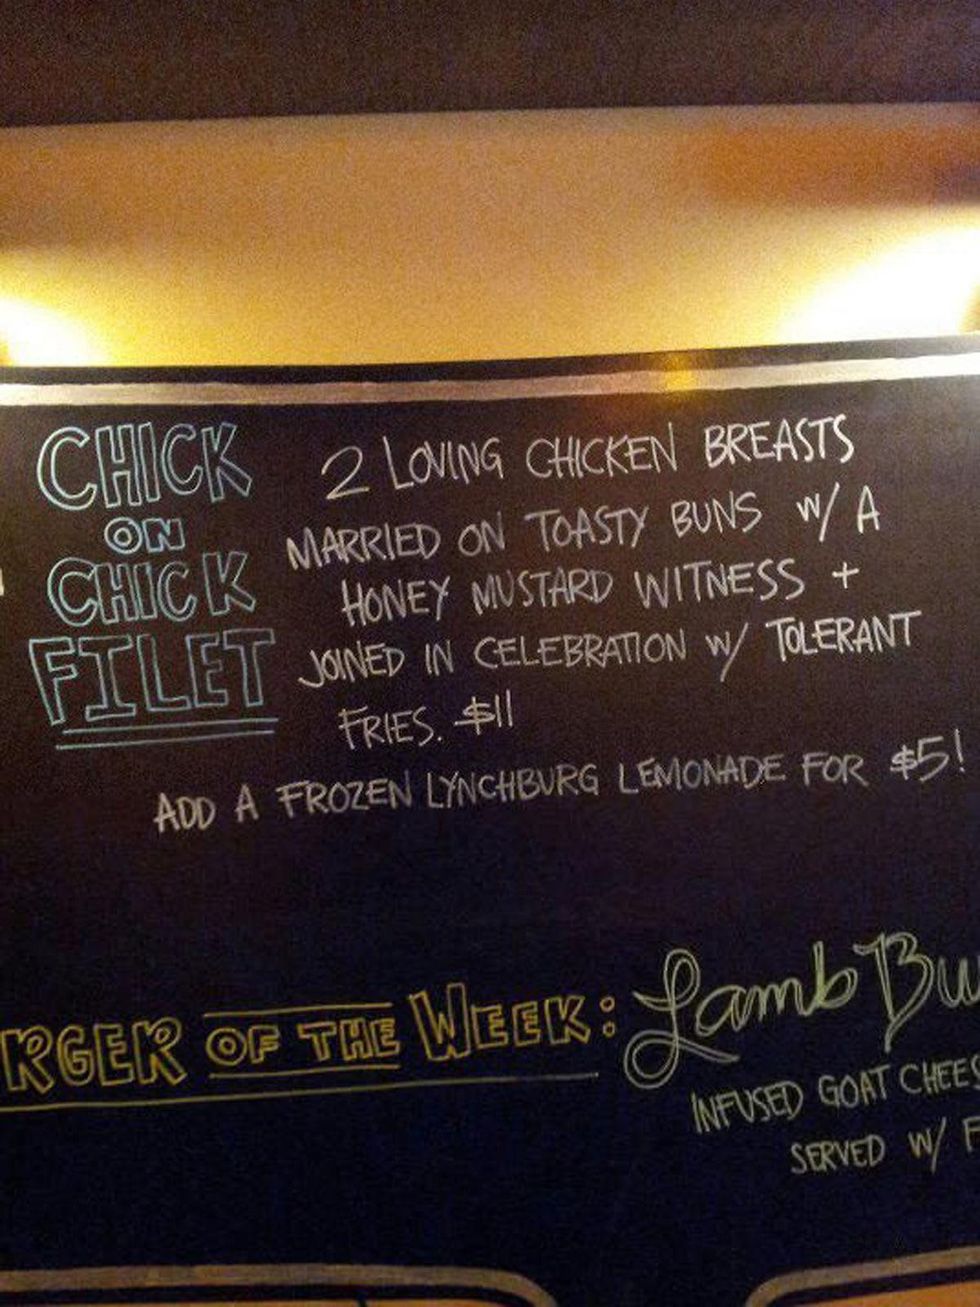 CHICK
ON
CHICK
FILET
2 LOVING CHICKEN BREASTS
MARRIED ON TOASTY BUNS W/ A
HONEY MUSTARD WITNESS +
JOINED IN CELEBRATION W/ TOLERANT
FRIES. $11
ADD A FROZEN LYNCHBURG LEMONADE FOR $5!
RGER OF THE WEEK: Lamb Bu
INFUSED GOAT CHEES
SERVED W/ F